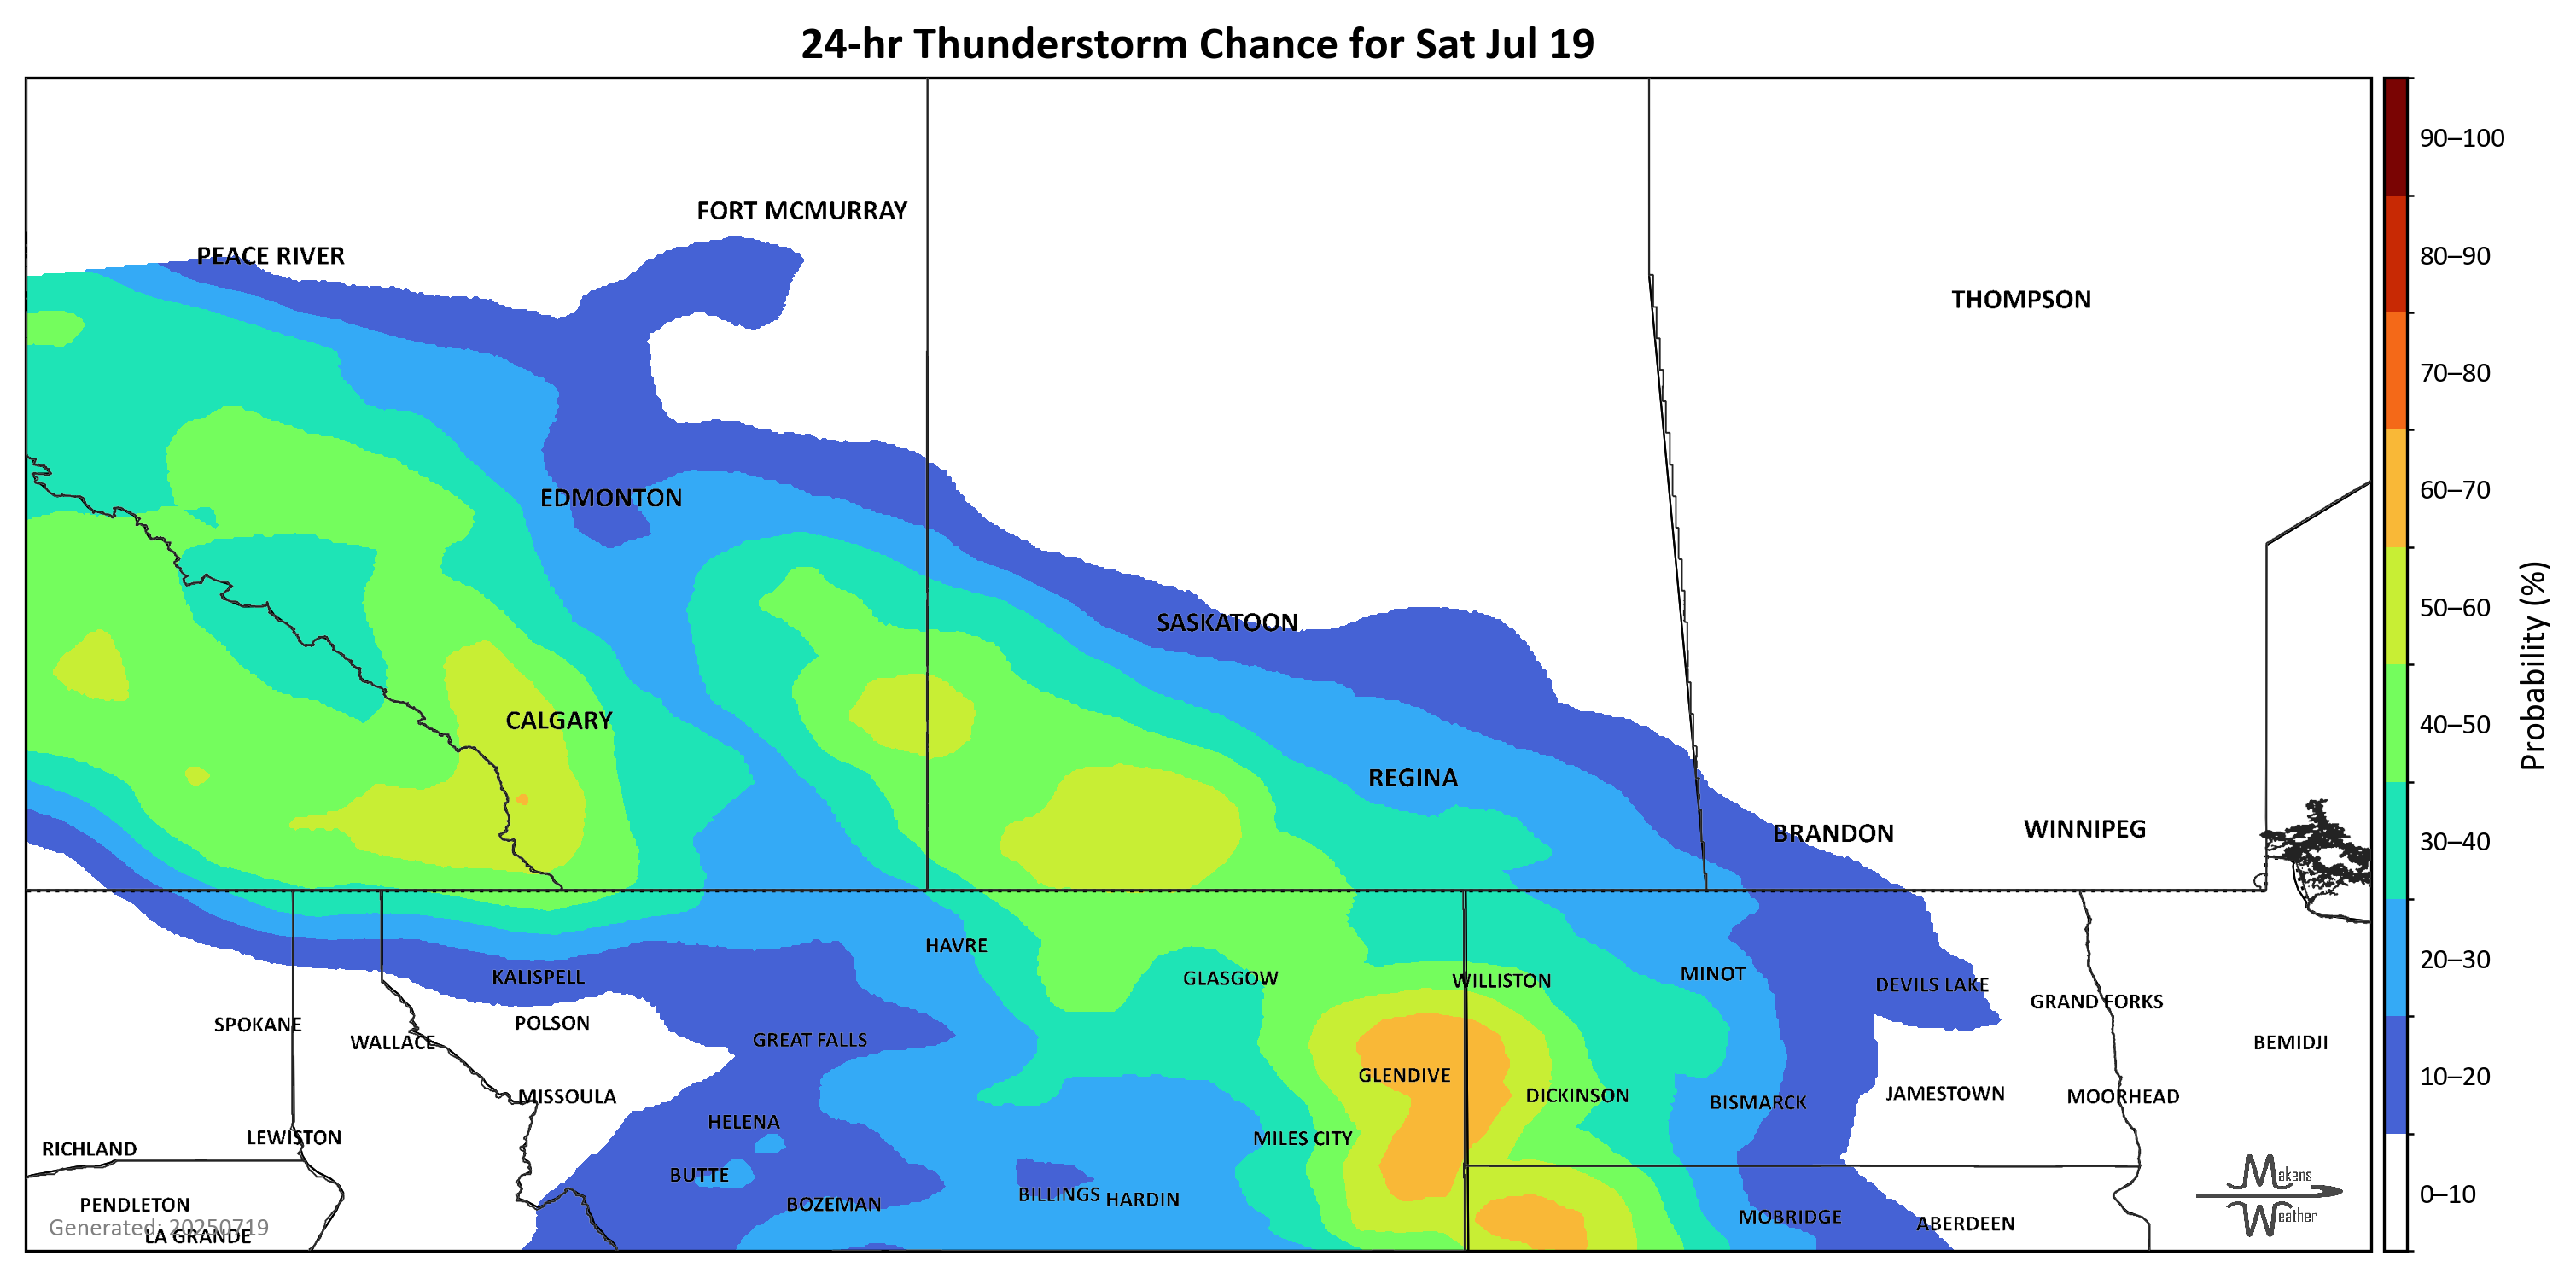 24-hr Thunderstorm Chance for Sat Jul 19
90–100
FORT MCMURRAY
PEACE RIVER
80–90
THOMPSON
70–80
EDMONTON
60–70
SASKATOON
50–60
Probability (%)
CALGARY
40–50
REGINA
BRANDON
WINNIPEG
30–40
HAVRE
20–30
KALISPELL
GLASGOW
WILLISTON
MINOT
DEVILS LAKE
GRAND FORKS
SPOKANE
POLSON
WALLACE
GREAT FALLS
BEMIDJI
GLENDIVE
10–20
MISSOULA
DICKINSON
BISMARCK
JAMESTOWN
MOORHEAD
HELENA
RICHLAND
LEWISTON
MILES CITY
BUTTE
Makens
PENDLETON
BOZEMAN
BILLINGS
HARDIN
0–10
Generated: 20250719
LA GRANDE
MOBRIDGE
ABERDEEN
Weather